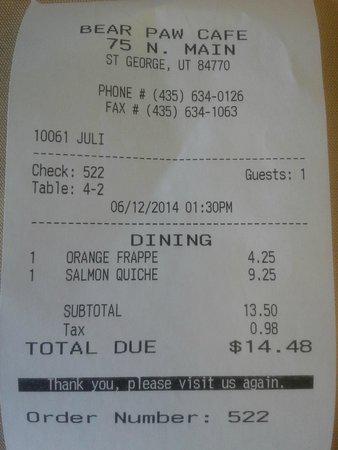 BEAR PAW CAFE
75 N. MAIN
ST GEORGE, UT 84770
PHONE # (435) 634-0126
FAX # (435) 634-1063
10061 JULI
Check: 522 Guests: 1
Table: 4-2
06/12/2014 01:30PM
DINING
1 ORANGE FRAPPE 4.25
1 SALMON QUICHE 9.25
SUBTOTAL 13.50
Tax 0.98
TOTAL DUE $14.48
Thank you, please visit us again.
Order Number: 522